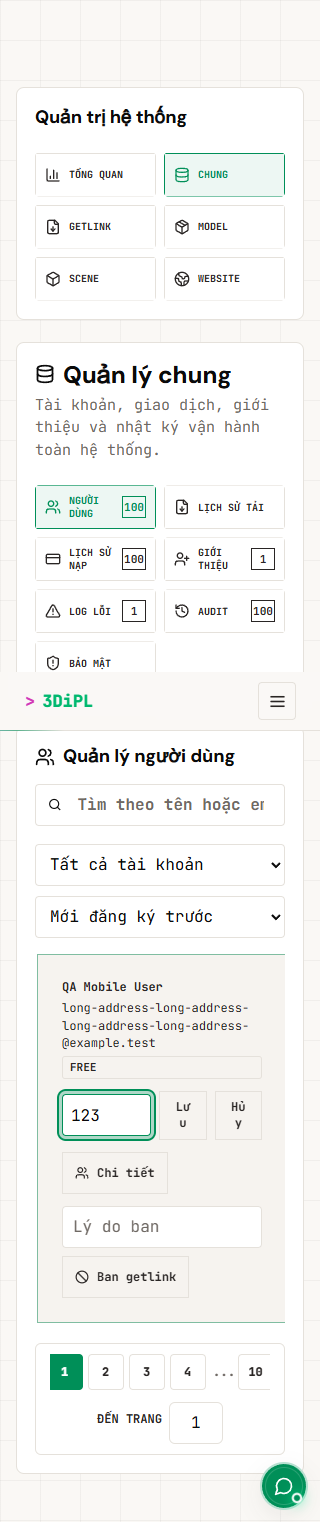 Quản trị hệ thống
TỔNG QUAN
CHUNG
GETLINK
MODEL
SCENE
WEBSITE
Quản lý chung
Tài khoản, giao dịch, giới
thiệu và nhật ký vận hành
toàn hệ thống.
NGƯỜI
DÙNG
100
LỊCH SỬ TẢI
LỊCH SỬ
NẠP
100
GIỚI
THIỆU
1
LOG LỖI
1
AUDIT
100
BẢO MẬT
> 3DiPL
Quản lý người dùng
Tìm theo tên hoặc em
Tất cả tài khoản
Mới đăng ký trước
QA Mobile User
long-address-long-address-
long-address-long-address-
@example.test
FREE
123
Lư
u
Hủ
y
Chi tiết
Lý do ban
Ban getlink
1
2
3
4
...
10
ĐẾN TRANG
1